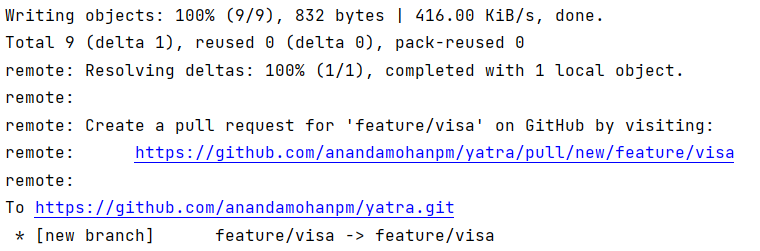 Writing objects: 100% (9/9), 832 bytes | 416.00 KiB/s, done.
Total 9 (delta 1), reused 0 (delta 0), pack-reused 0
remote: Resolving deltas: 100% (1/1), completed with 1 local object.
remote:
remote: Create a pull request for 'feature/visa' on GitHub by visiting:
remote:      https://github.com/anandamohanpm/yatra/pull/new/feature/visa
remote:
To https://github.com/anandamohanpm/yatra.git
 * [new branch]      feature/visa -> feature/visa